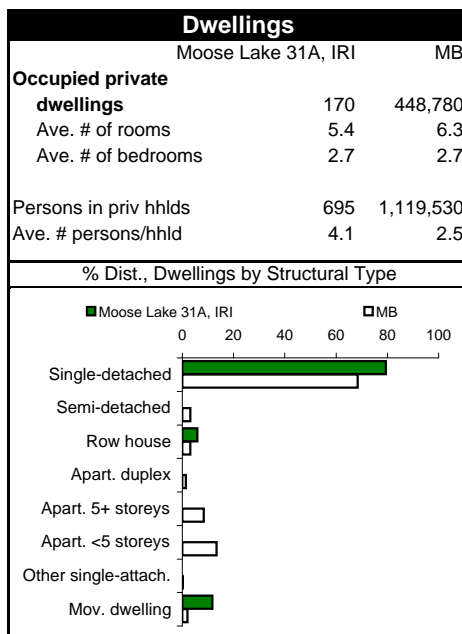 Dwellings
Moose Lake 31A, IRI MB
Occupied private
dwellings 170 448,780
Ave. # of rooms 5.4 6.3
Ave. # of bedrooms 2.7 2.7
Persons in priv hhlds 695 1,119,530
Ave. # persons/hhld 4.1 2.5
% Dist., Dwellings by Structural Type
Moose Lake 31A, IRI MB
0 20 40 60 80 100
Single-detached
Semi-detached
Row house
Apart. duplex
Apart. 5+ storeys
Apart. <5 storeys
Other single-attach.
Mov. dwelling